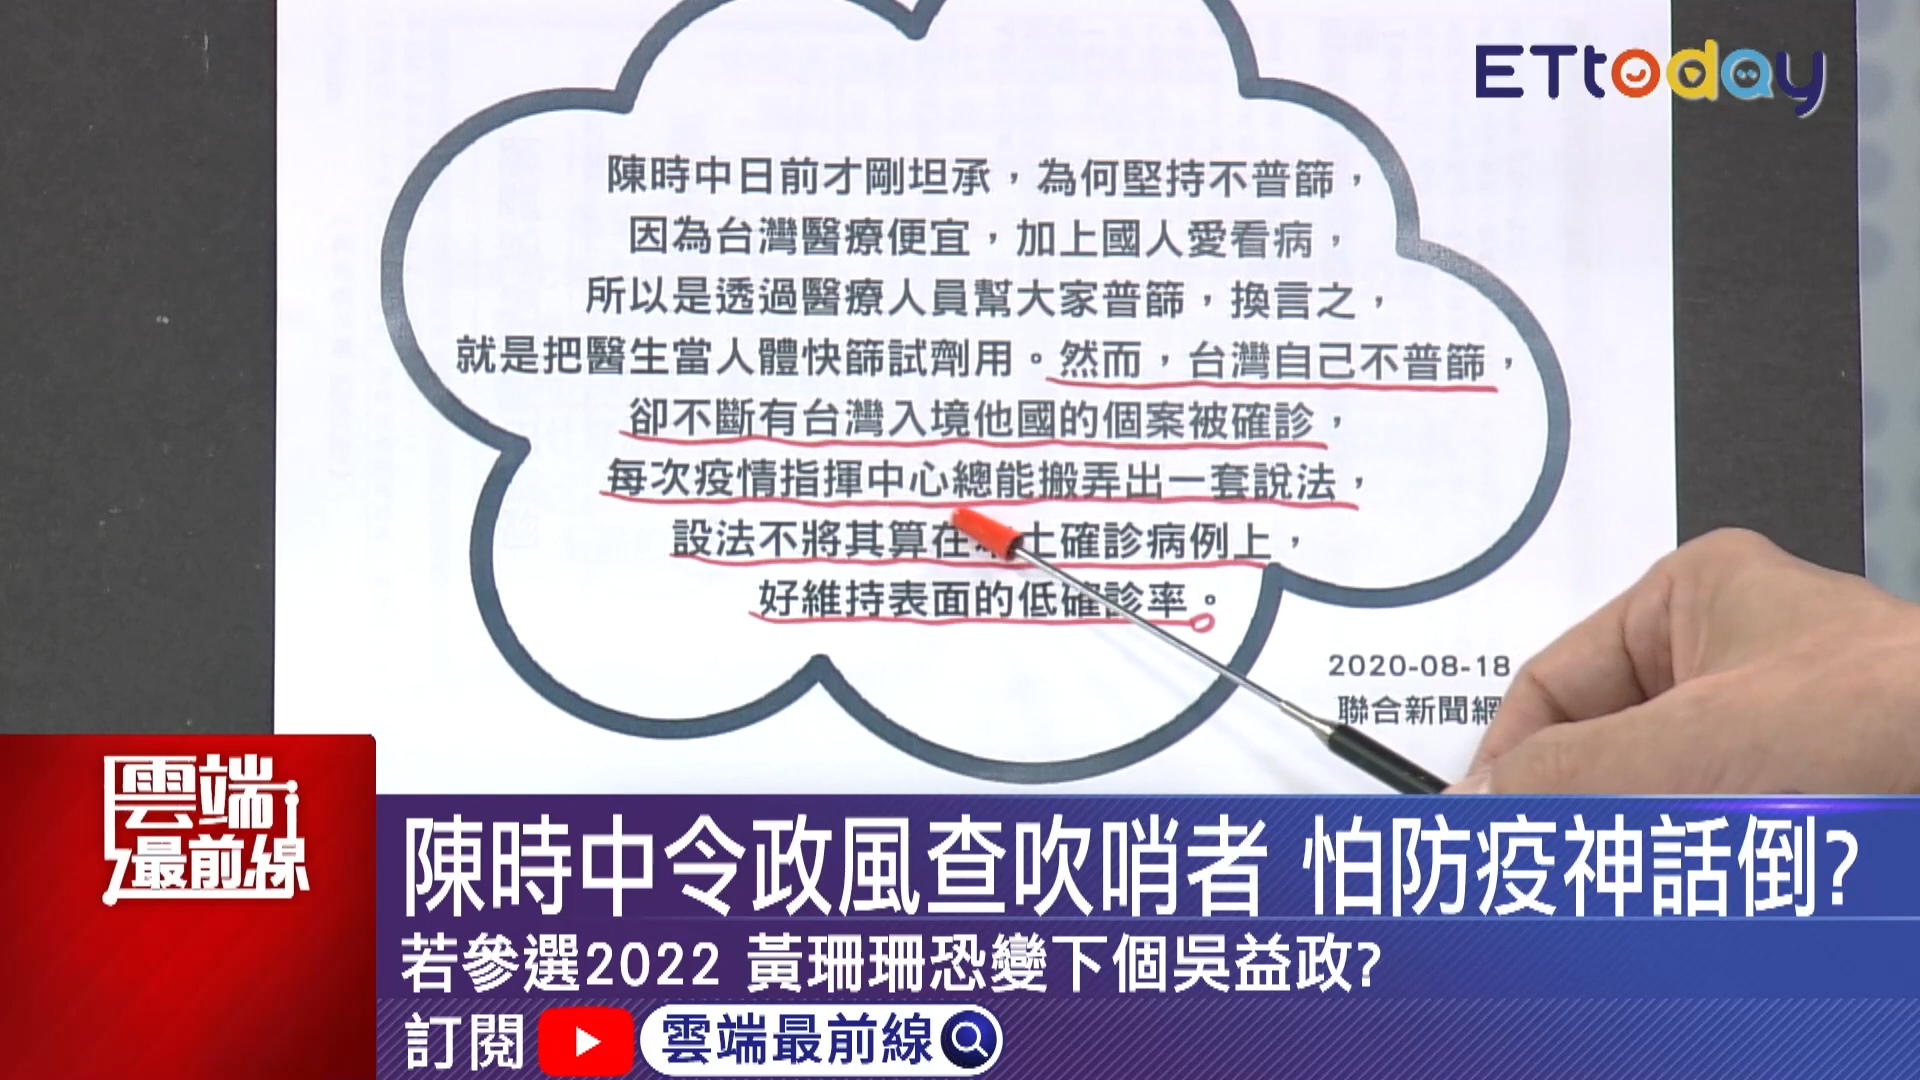 ETtoday
陳時中日前才剛坦承，為何堅持不普篩，
因為台灣醫療便宜，加上國人愛看病，
所以是透過醫療人員幫大家普篩，換言之，
就是把醫生當人體快篩試劑用。然而，台灣自己不普篩，
卻不斷有台灣入境他國的個案被確診，
每次疫情指揮中心總能搬弄出一套說法，
設法不將其算在 土確診病例上，
好維持表面的低確診率。
2020-08-18
聯合新聞網
雲端
最前線
陳時中令政風查吹哨者 怕防疫神話倒?
若參選2022 黃珊珊恐變下個吳益政?
訂閱 雲端最前線